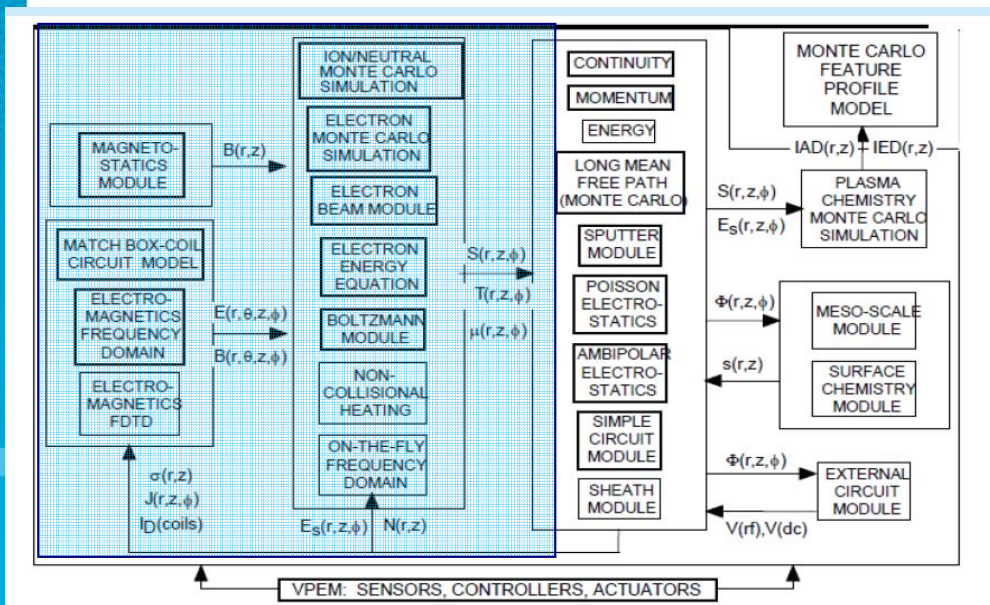 MAGNETO-
STATICS
MODULE
B(r,z)
MATCH BOX-COIL
CIRCUIT MODEL
ELECTRO-
MAGNETICS
FREQUENCY
DOMAIN
ELECTRO-
MAGNETICS
FDTD
E(r,θ,z,φ)
B(r,θ,z,φ)
σ(r,z)
J(r,z,φ)
I_D(coils)
ION/NEUTRAL
MONTE CARLO
SIMULATION
ELECTRON
MONTE CARLO
SIMULATION
ELECTRON
BEAM MODULE
ELECTRON
ENERGY
EQUATION
BOLTZMANN
MODULE
NON-
COLLISIONAL
HEATING
ON-THE-FLY
FREQUENCY
DOMAIN
E_S(r,z,φ) N(r,z)
S(r,z,φ)
T(r,z,φ)
μ(r,z,φ)
CONTINUITY
MOMENTUM
ENERGY
LONG MEAN
FREE PATH
(MONTE CARLO)
SPUTTER
MODULE
POISSON
ELECTRO-
STATICS
AMBIPOLAR
ELECTRO-
STATICS
SIMPLE
CIRCUIT
MODULE
SHEATH
MODULE
MONTE CARLO
FEATURE
PROFILE
MODEL
IAD(r,z) IED(r,z)
S(r,z,φ)
E_S(r,z,φ)
PLASMA
CHEMISTRY
MONTE CARLO
SIMULATION
Φ(r,z,φ)
s(r,z)
MESO-SCALE
MODULE
SURFACE
CHEMISTRY
MODULE
Φ(r,z,φ)
V(rf),V(dc)
EXTERNAL
CIRCUIT
MODULE
VPEM: SENSORS, CONTROLLERS, ACTUATORS